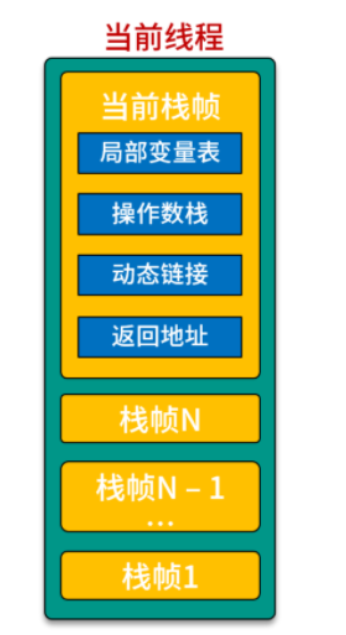 当前线程
当前栈帧
局部变量表
操作数栈
动态链接
返回地址
栈帧N
栈帧N – 1
...
栈帧1